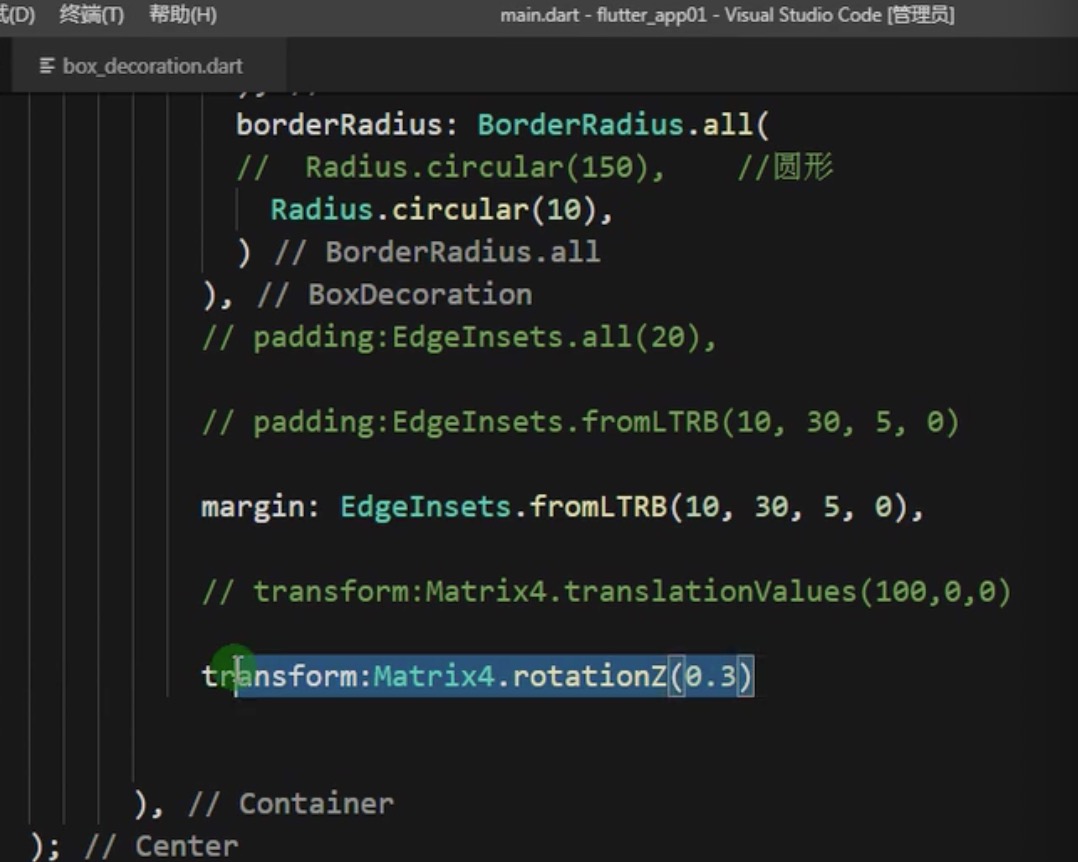 终端(T) 帮助(H) main.dart - flutter_app01 - Visual Studio Code [管理员]
box_decoration.dart
borderRadius: BorderRadius.all(
// Radius.circular(150), //圆形
Radius.circular(10),
) // BorderRadius.all
), // BoxDecoration
// padding:EdgeInsets.all(20),
// padding:EdgeInsets.fromLTRB(10, 30, 5, 0)
margin: EdgeInsets.fromLTRB(10, 30, 5, 0),
// transform:Matrix4.translationValues(100,0,0)
transform:Matrix4.rotationZ(0.3)
), // Container
); // Center